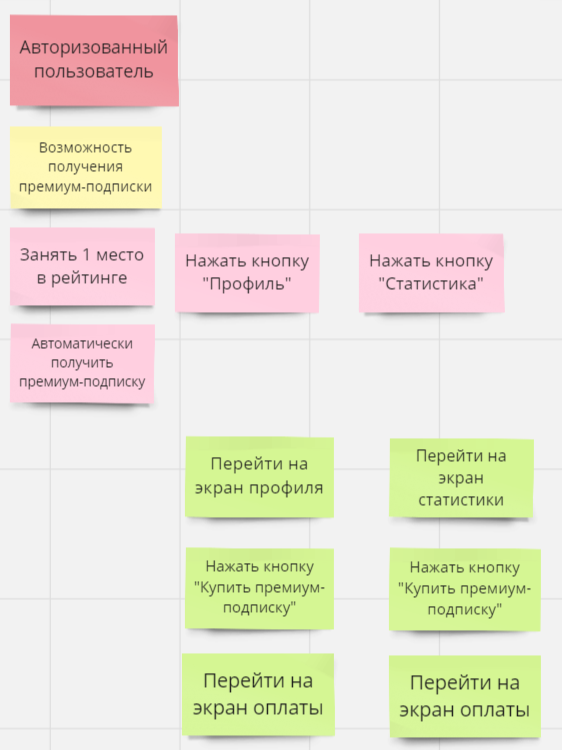 Авторизованный
пользователь
Возможность
получения
премиум-подписки
Занять 1 место
в рейтинге
Нажать кнопку
"Профиль"
Нажать кнопку
"Статистика"
Автоматически
получить
премиум-подписку
Перейти на
экран профиля
Перейти на
экран
статистики
Нажать кнопку
"Купить премиум-
подписку"
Нажать кнопку
"Купить премиум-
подписку"
Перейти на
экран оплаты
Перейти на
экран оплаты